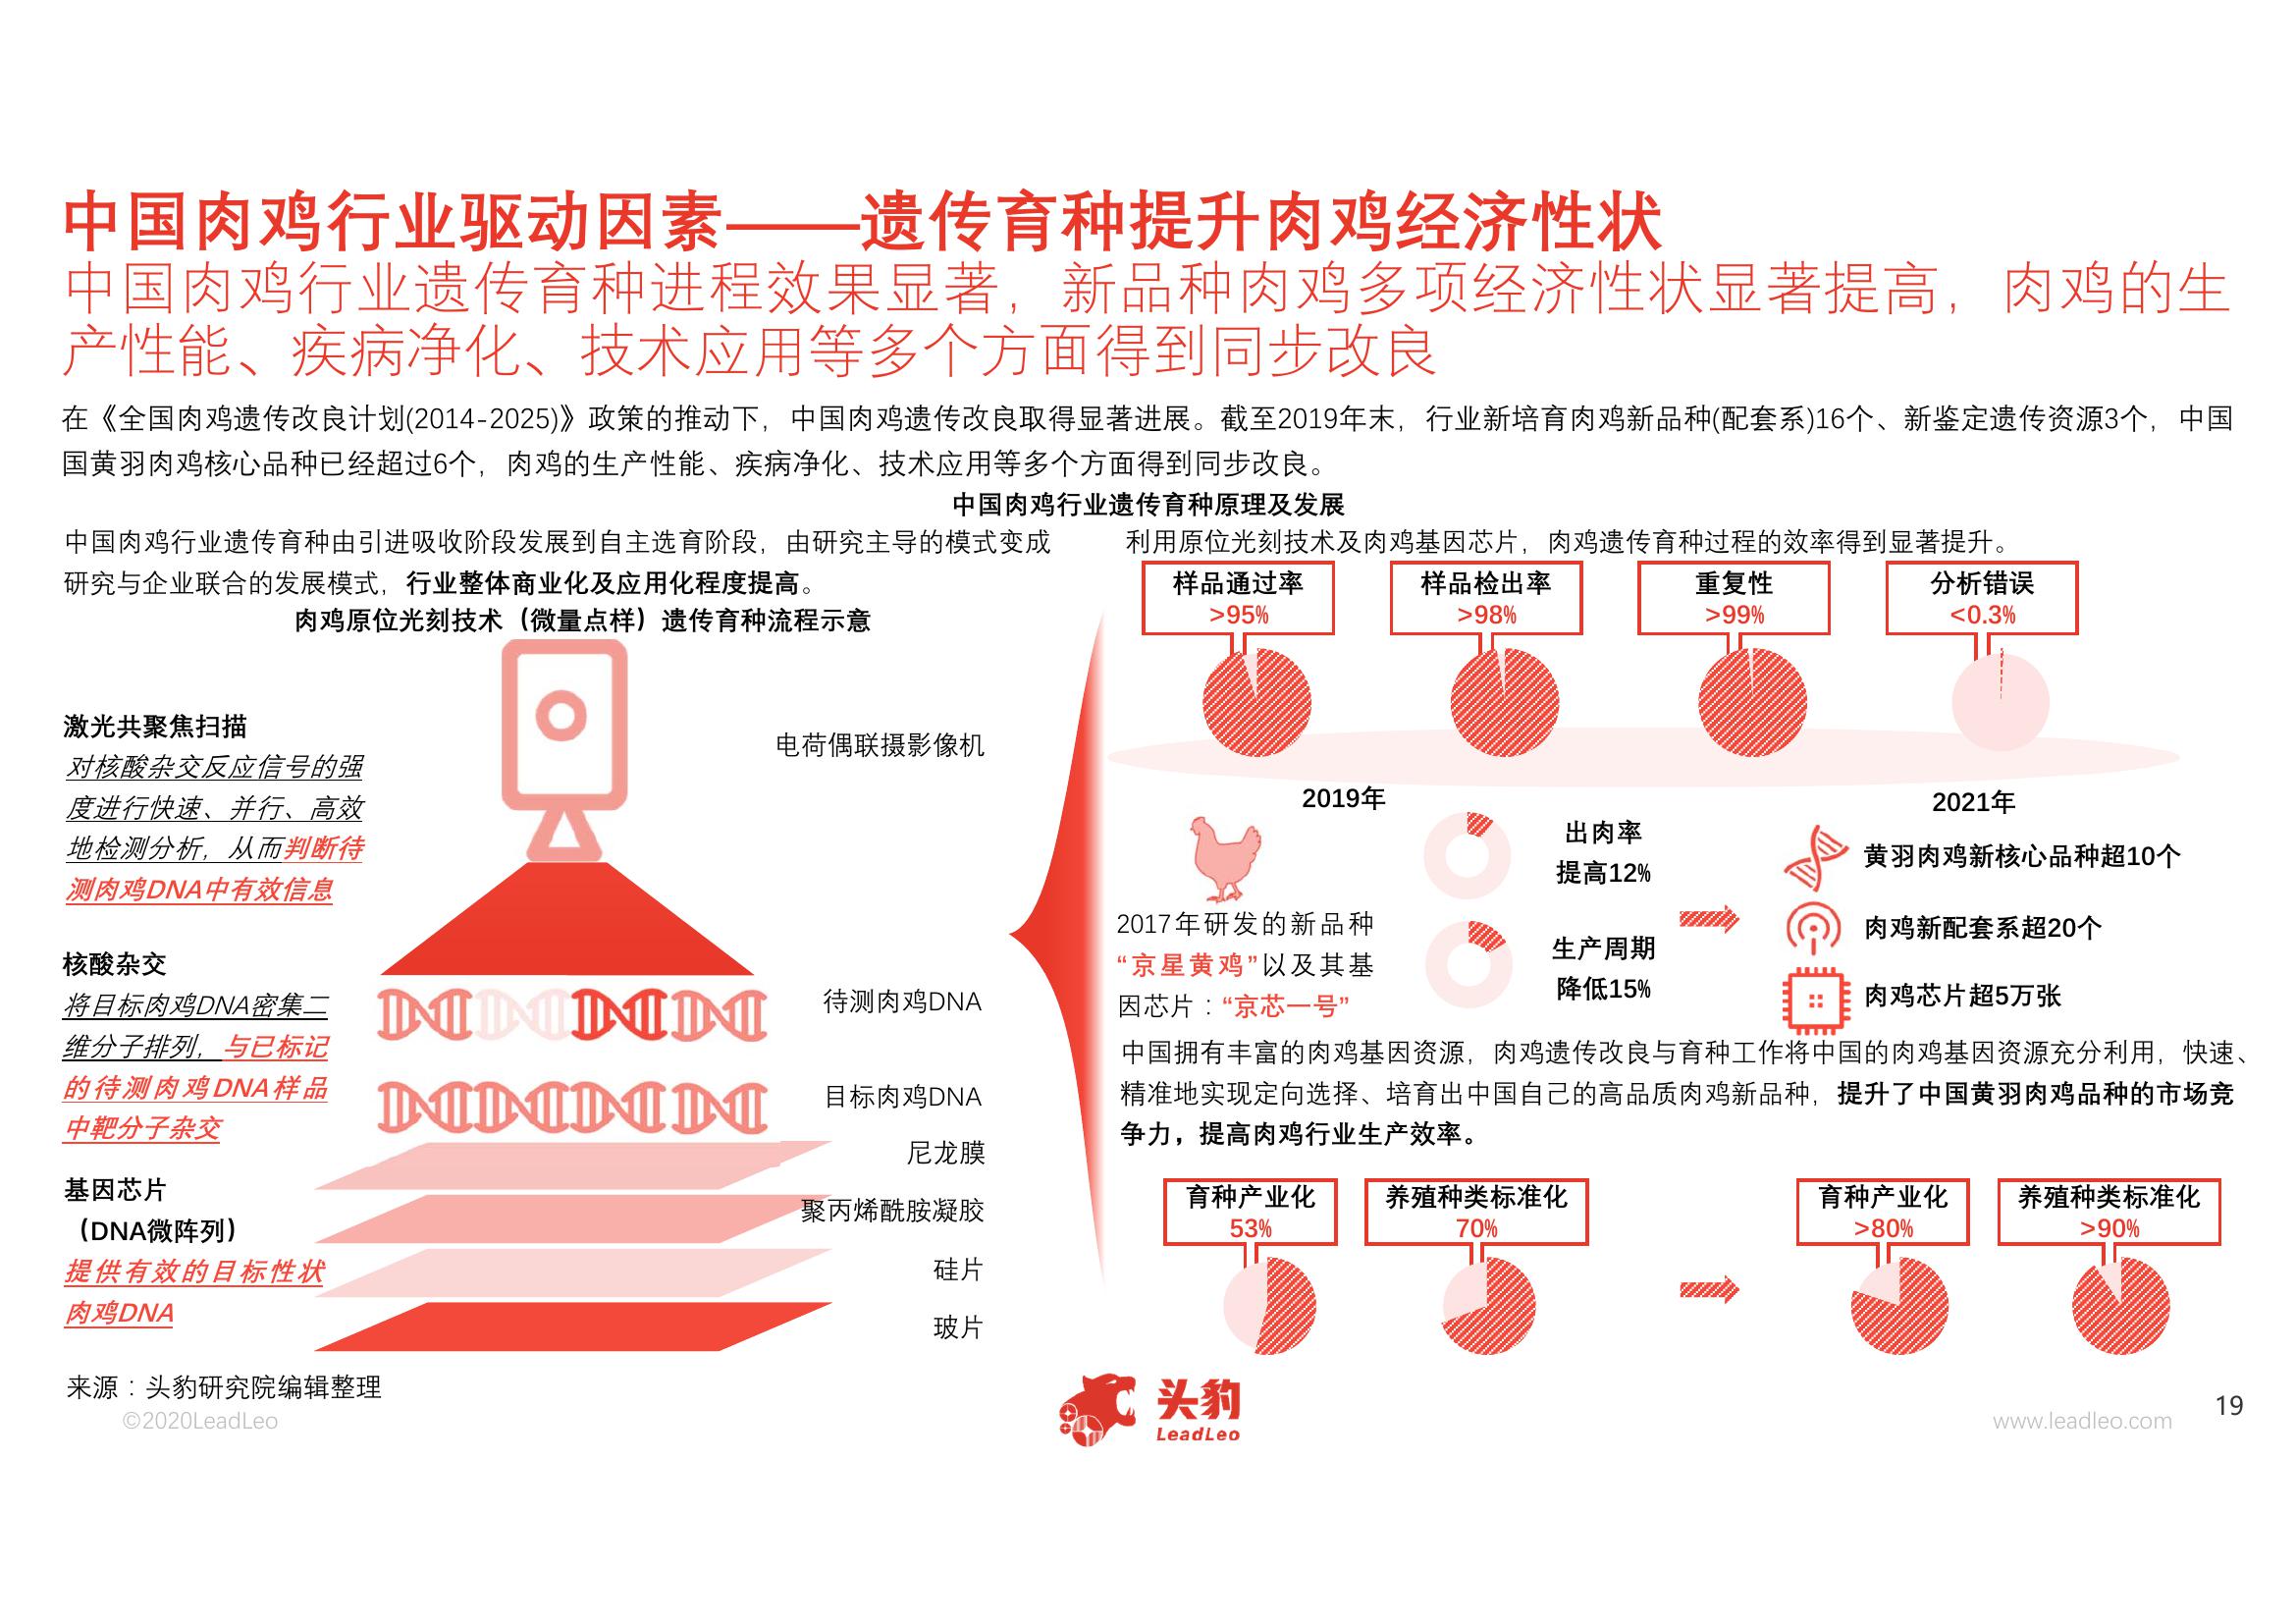 中国肉鸡行业驱动因素——遗传育种提升肉鸡经济性状
中国肉鸡行业遗传育种进程效果显著，新品种肉鸡多项经济性状显著提高，肉鸡的生
产性能、疾病净化、技术应用等多个方面得到同步改良
在《全国肉鸡遗传改良计划(2014-2025)》政策的推动下，中国肉鸡遗传改良取得显著进展。截至2019年末，行业新培育肉鸡新品种(配套系)16个、新鉴定遗传资源3个，中国
国黄羽肉鸡核心品种已经超过6个，肉鸡的生产性能、疾病净化、技术应用等多个方面得到同步改良。
中国肉鸡行业遗传育种原理及发展
中国肉鸡行业遗传育种由引进吸收阶段发展到自主选育阶段，由研究主导的模式变成
研究与企业联合的发展模式，行业整体商业化及应用化程度提高。
肉鸡原位光刻技术（微量点样）遗传育种流程示意
激光共聚焦扫描
对核酸杂交反应信号的强
度进行快速、并行、高效
地检测分析，从而判断待
测肉鸡DNA中有效信息
核酸杂交
将目标肉鸡DNA密集二
维分子排列，与已标记
的待测肉鸡DNA样品
中靶分子杂交
基因芯片
（DNA微阵列）
提供有效的目标性状
肉鸡DNA
电荷偶联摄影像机
待测肉鸡DNA
目标肉鸡DNA
尼龙膜
聚丙烯酰胺凝胶
硅片
玻片
利用原位光刻技术及肉鸡基因芯片，肉鸡遗传育种过程的效率得到显著提升。
样品通过率
>95%
样品检出率
>98%
重复性
>99%
分析错误
<0.3%
2019年
2021年
2017年研发的新品种
“京星黄鸡”以及其基
因芯片：“京芯一号”
出肉率
提高12%
生产周期
降低15%
黄羽肉鸡新核心品种超10个
肉鸡新配套系超20个
肉鸡芯片超5万张
中国拥有丰富的肉鸡基因资源，肉鸡遗传改良与育种工作将中国的肉鸡基因资源充分利用，快速、
精准地实现定向选择、培育出中国自己的高品质肉鸡新品种，提升了中国黄羽肉鸡品种的市场竞
争力，提高肉鸡行业生产效率。
育种产业化
53%
养殖种类标准化
70%
育种产业化
>80%
养殖种类标准化
>90%
来源：头豹研究院编辑整理
©2020LeadLeo
头豹
LeadLeo
www.leadleo.com
19